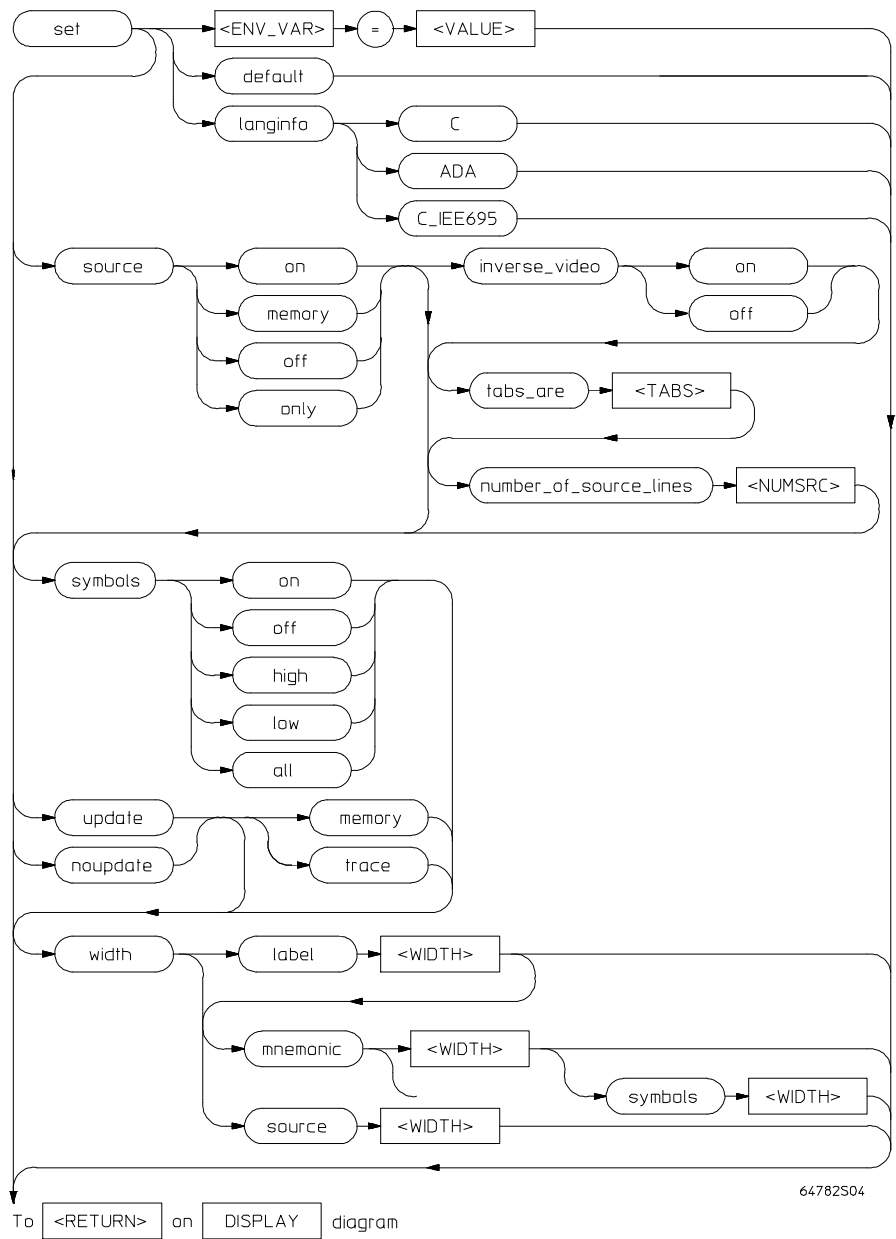 set <ENV_VAR> = <VALUE>
default
langinfo C
ADA
C_IEE695
source on inverse_video on
memory off
off tabs_are <TABS>
only
number_of_source_lines <NUMSRC>
symbols on
off
high
low
all
update memory
noupdate trace
width label <WIDTH>
mnemonic <WIDTH>
symbols <WIDTH>
source <WIDTH>
64782S04
To <RETURN> on DISPLAY diagram